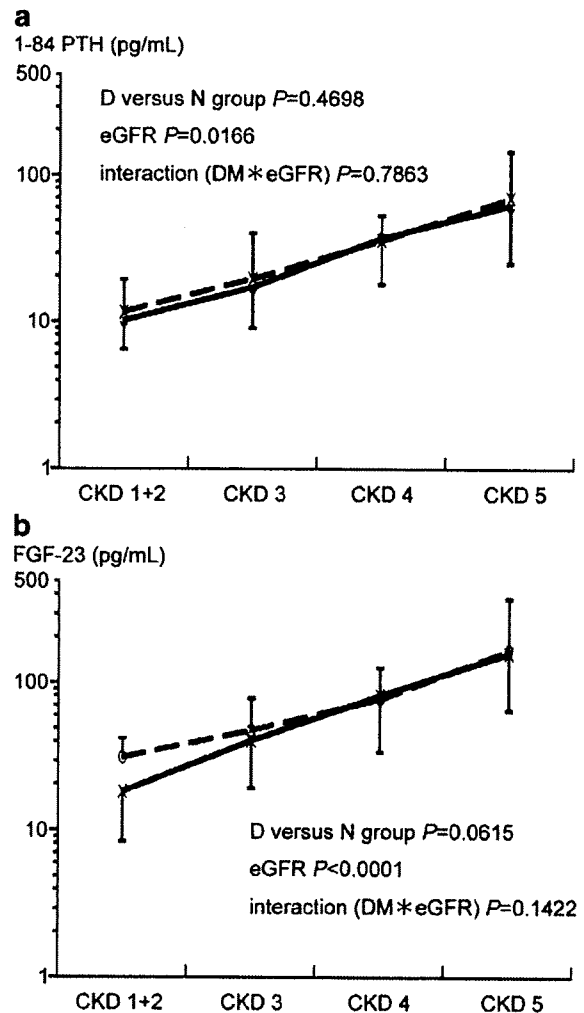 a
1-84 PTH (pg/mL)
500
D versus N group P=0.4698
eGFR P=0.0166
100
interaction (DM*eGFR) P=0.7863
10
1
CKD 1+2 CKD 3 CKD 4 CKD 5
b
FGF-23 (pg/mL)
500
100
10
D versus N group P=0.0615
eGFR P<0.0001
interaction (DM*eGFR) P=0.1422
1
CKD 1+2 CKD 3 CKD 4 CKD 5